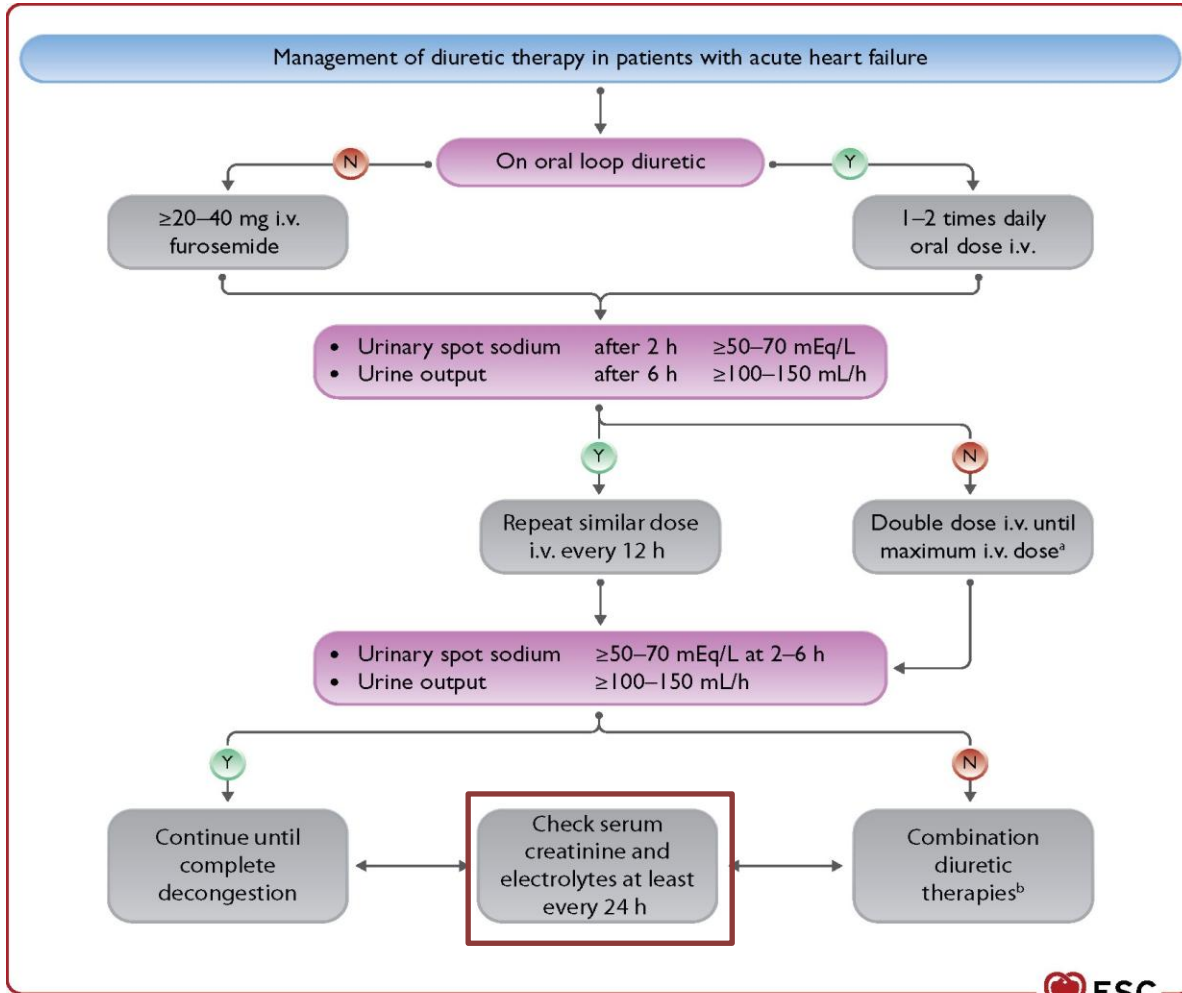 Management of diuretic therapy in patients with acute heart failure
On oral loop diuretic
N
Y
≥20–40 mg i.v.
furosemide
1–2 times daily
oral dose i.v.
• Urinary spot sodium after 2 h ≥50–70 mEq/L
• Urine output after 6 h ≥100–150 mL/h
Y
N
Repeat similar dose
i.v. every 12 h
Double dose i.v. until
maximum i.v. doseᵃ
• Urinary spot sodium ≥50–70 mEq/L at 2–6 h
• Urine output ≥100–150 mL/h
Y
N
Continue until
complete
decongestion
Check serum
creatinine and
electrolytes at least
every 24 h
Combination
diuretic
therapiesᵇ
ESC